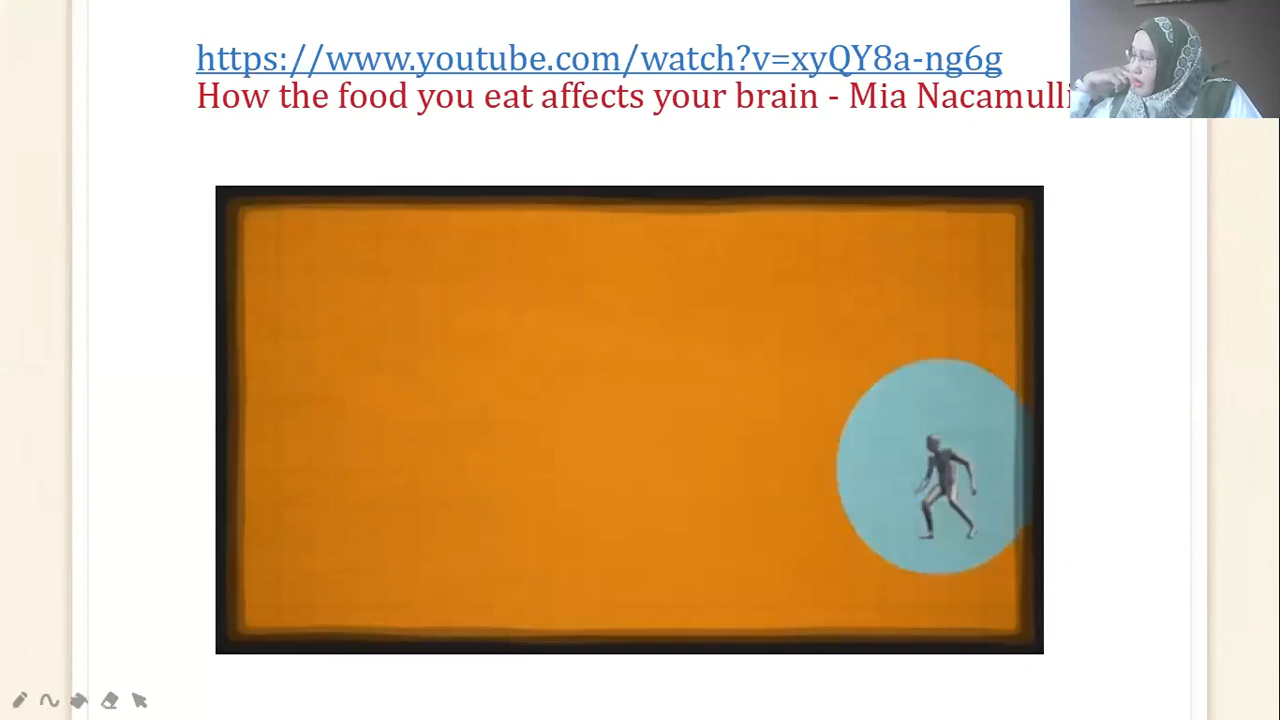 https://www.youtube.com/watch?v=xyQY8a-ng6g
How the food you eat affects your brain - Mia Nacamulli